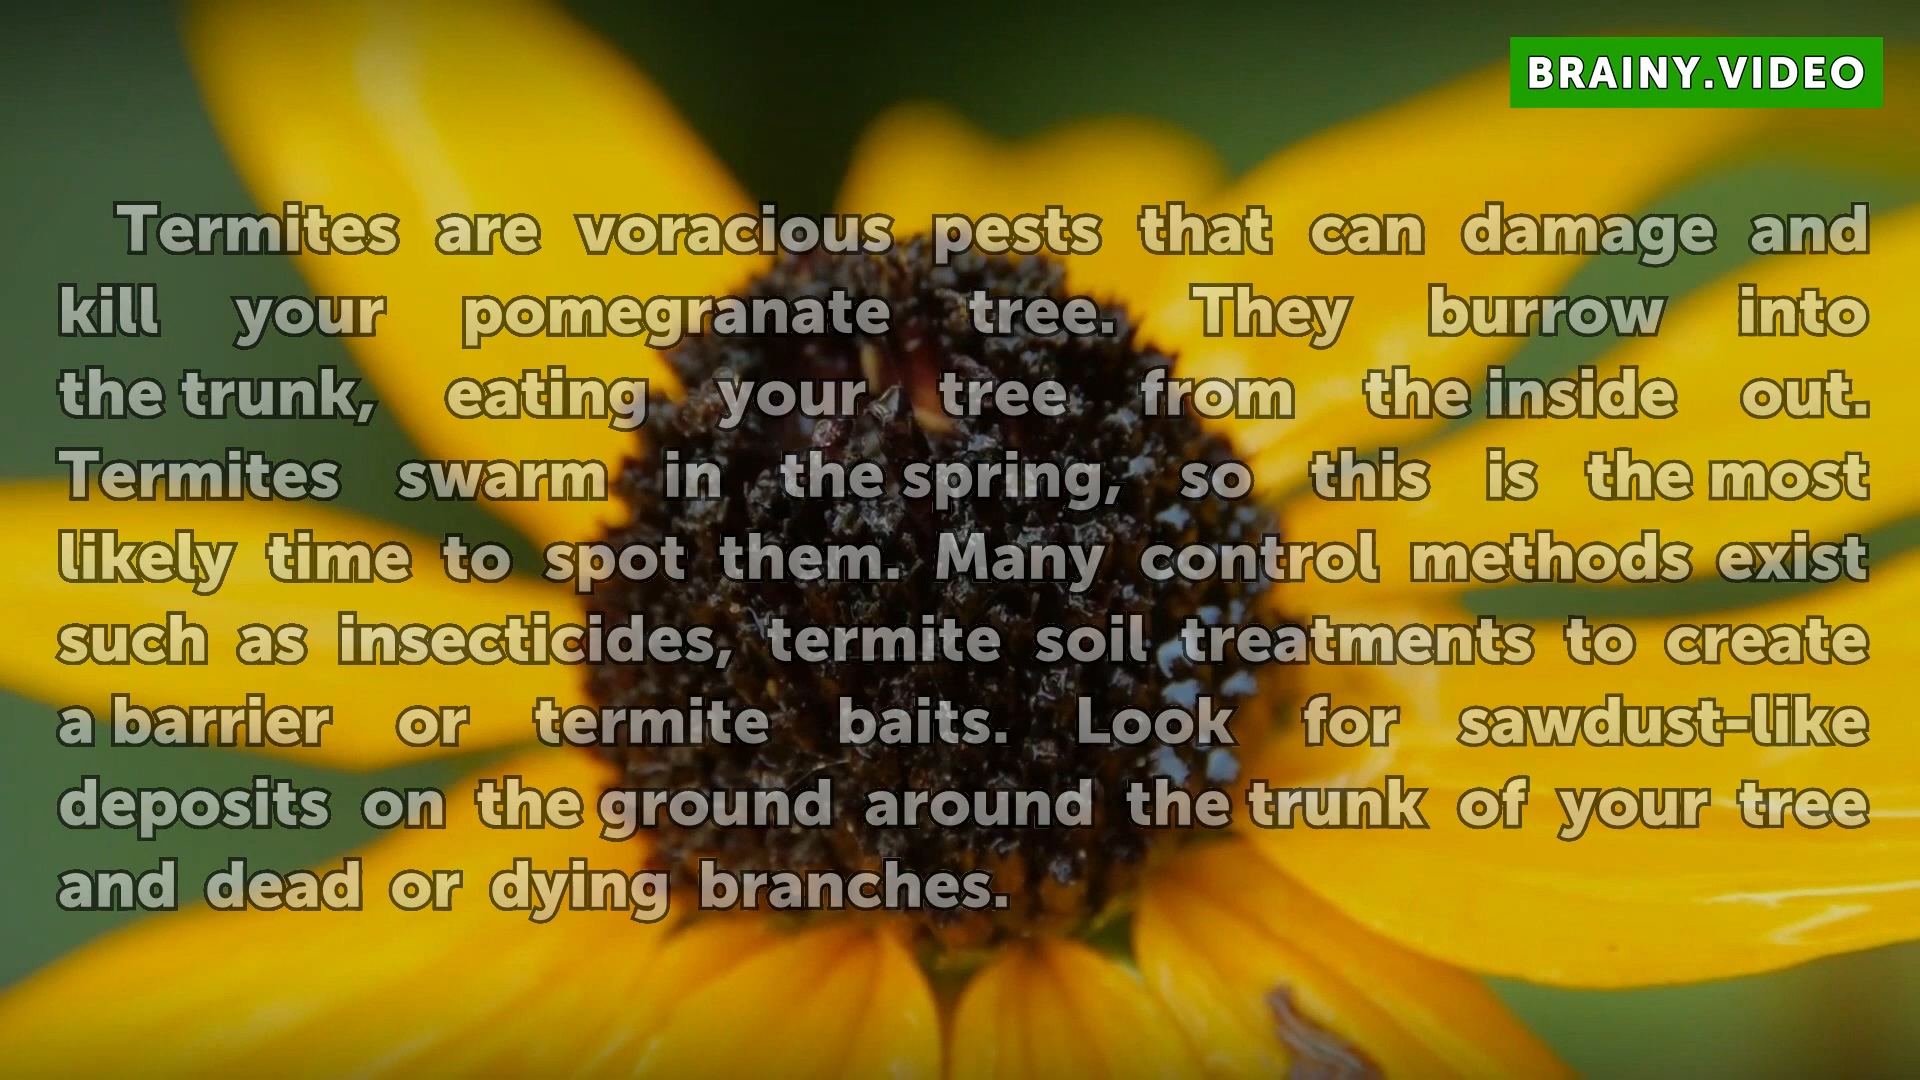 BRAINY.VIDEO
Termites are voracious pests that can damage and
kill your pomegranate tree. They burrow into
the trunk, eating your tree from the inside out.
Termites swarm in the spring, so this is the most
likely time to spot them. Many control methods exist
such as insecticides, termite soil treatments to create
a barrier or termite baits. Look for sawdust-like
deposits on the ground around the trunk of your tree
and dead or dying branches.